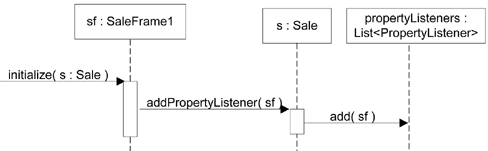 sf : SaleFrame1
s : Sale
propertyListeners :
List<PropertyListener>
initialize( s : Sale )
addPropertyListener( sf )
add( sf )